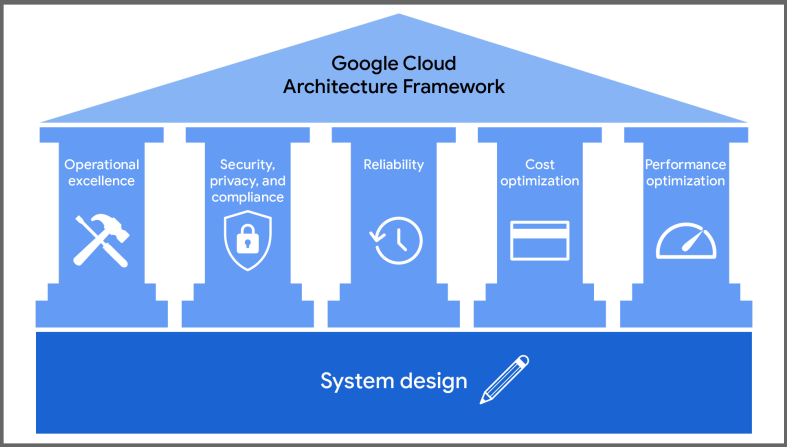 Google Cloud
Architecture Framework
Operational
excellence
Security,
privacy, and
compliance
Reliability
Cost
optimization
Performance
optimization
System design